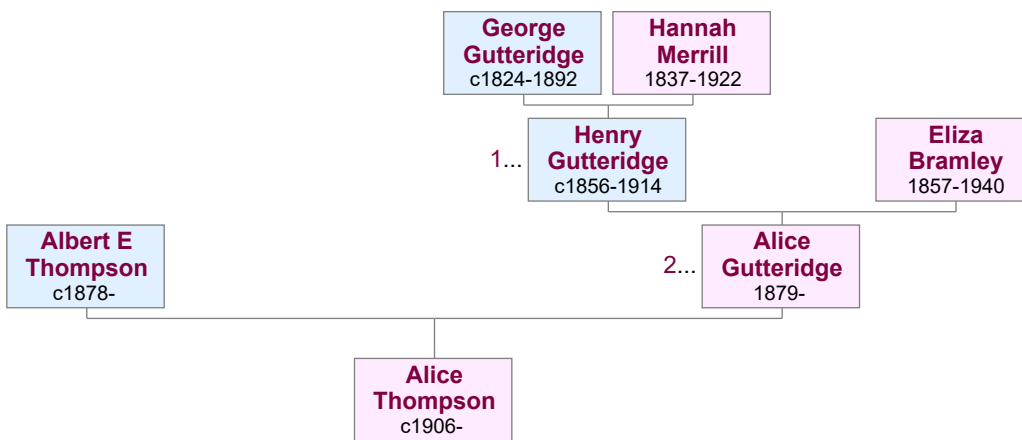 George
Gutteridge
c1824-1892
Hannah
Merrill
1837-1922
1...
Henry
Gutteridge
c1856-1914
Eliza
Bramley
1857-1940
Albert E
Thompson
c1878-
2...
Alice
Gutteridge
1879-
Alice
Thompson
c1906-